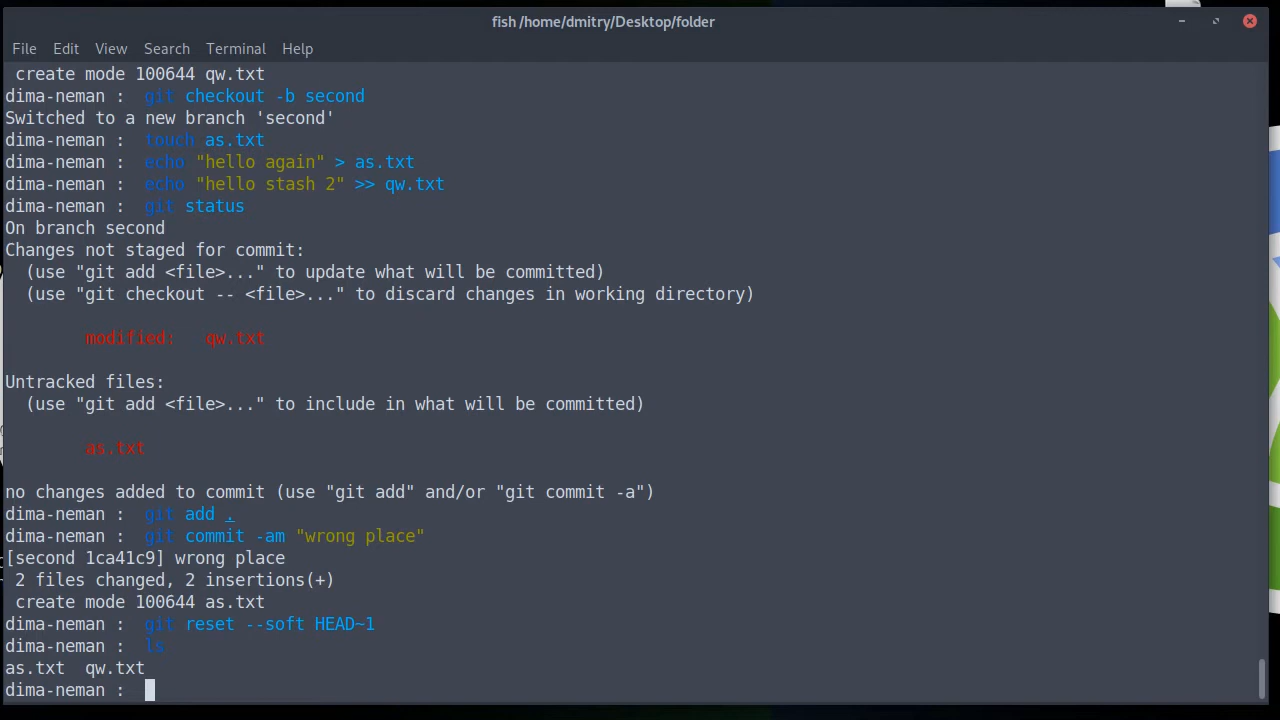 fish /home/dmitry/Desktop/folder
File Edit View Search Terminal Help
create mode 100644 qw.txt
dima-neman : git checkout -b second
Switched to a new branch 'second'
dima-neman : touch as.txt
dima-neman : echo "hello again" > as.txt
dima-neman : echo "hello stash 2" >> qw.txt
dima-neman : git status
On branch second
Changes not staged for commit:
(use "git add <file>..." to update what will be committed)
(use "git checkout -- <file>..." to discard changes in working directory)
modified: qw.txt
Untracked files:
(use "git add <file>..." to include in what will be committed)
as.txt
no changes added to commit (use "git add" and/or "git commit -a")
dima-neman : git add .
dima-neman : git commit -am "wrong place"
[second 1ca41c9] wrong place
2 files changed, 2 insertions(+)
create mode 100644 as.txt
dima-neman : git reset --soft HEAD~1
dima-neman : ls
as.txt qw.txt
dima-neman :